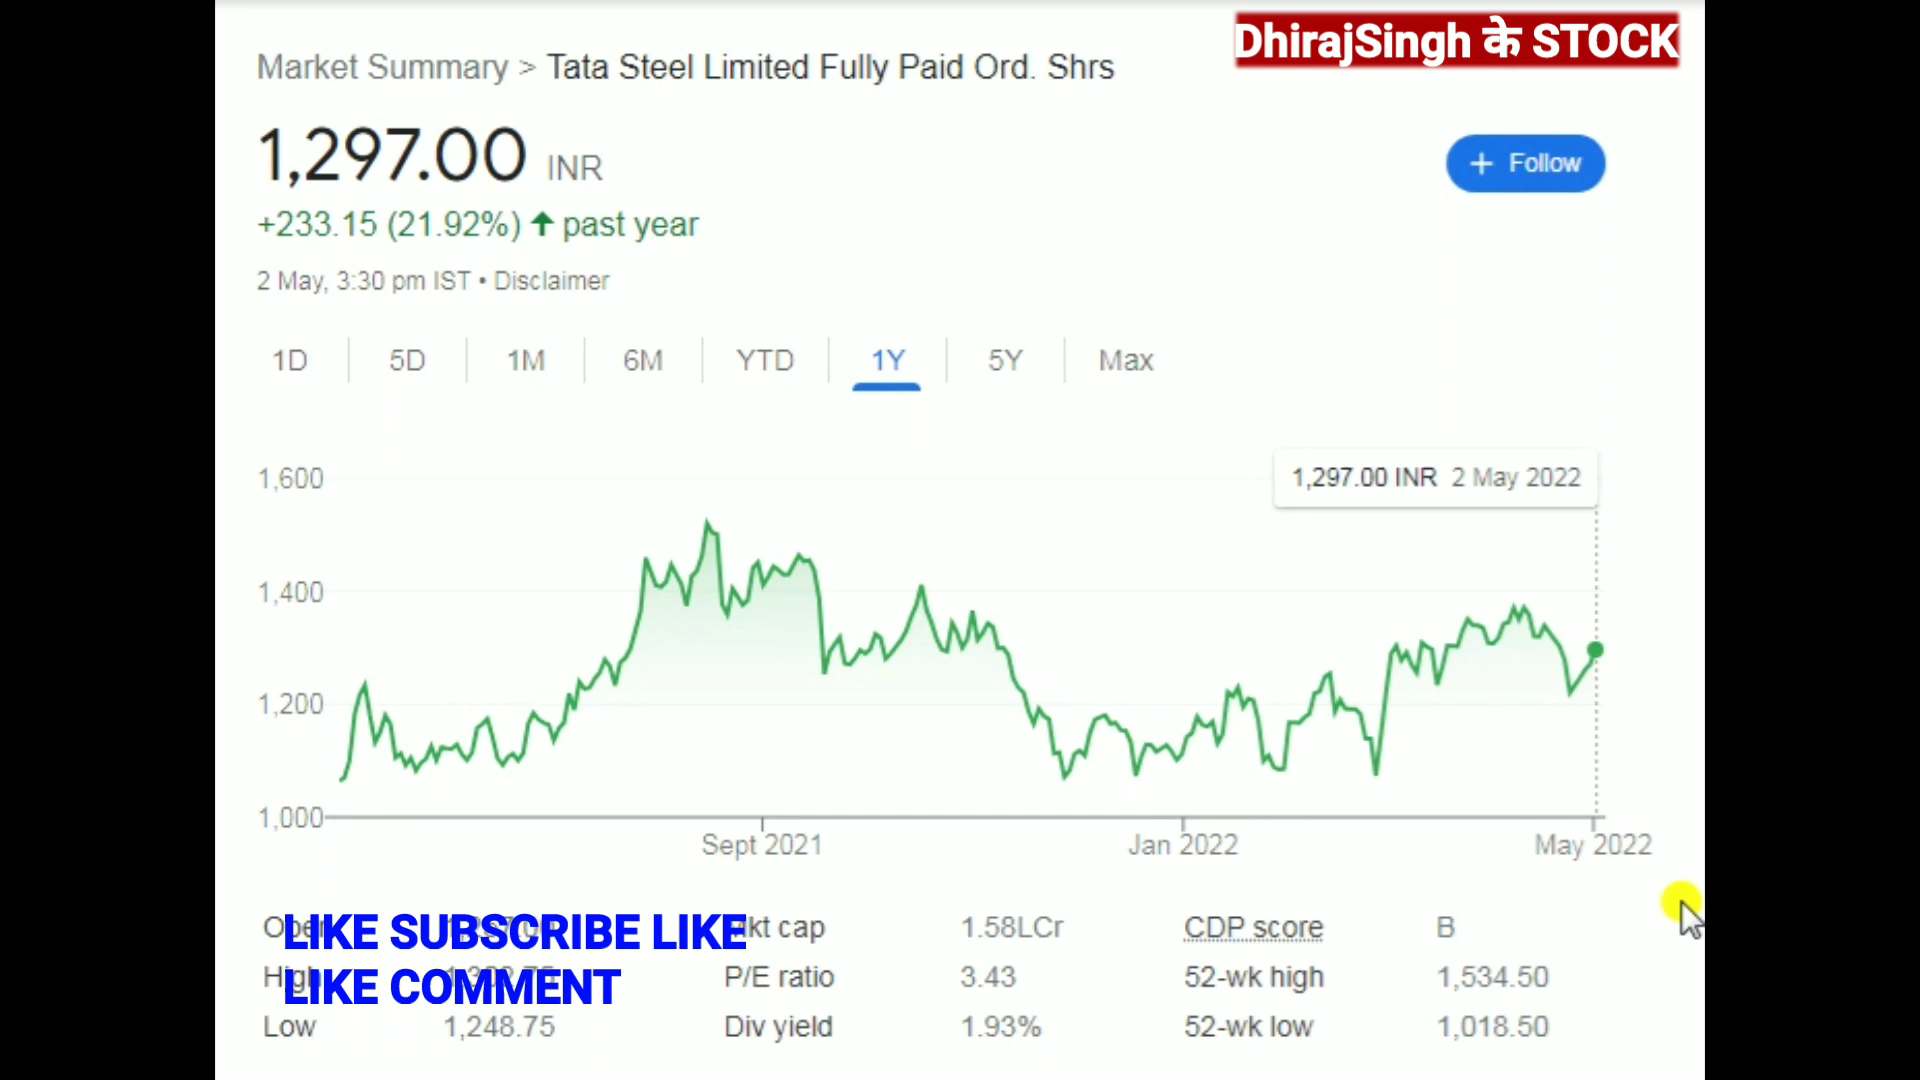 DhirajSingh के STOCK
Market Summary > Tata Steel Limited Fully Paid Ord. Shrs
1,297.00 INR
+ Follow
+233.15 (21.92%) ↑ past year
2 May, 3:30 pm IST • Disclaimer
1D 5D 1M 6M YTD 1Y 5Y Max
1,297.00 INR 2 May 2022
1,600
1,400
1,200
1,000
Sept 2021 Jan 2022 May 2022
LIKE SUBSCRIBE LIKE
LIKE COMMENT
Mkt cap 1.58LCr CDP score B
High P/E ratio 3.43 52-wk high 1,534.50
Low 1,248.75 Div yield 1.93% 52-wk low 1,018.50